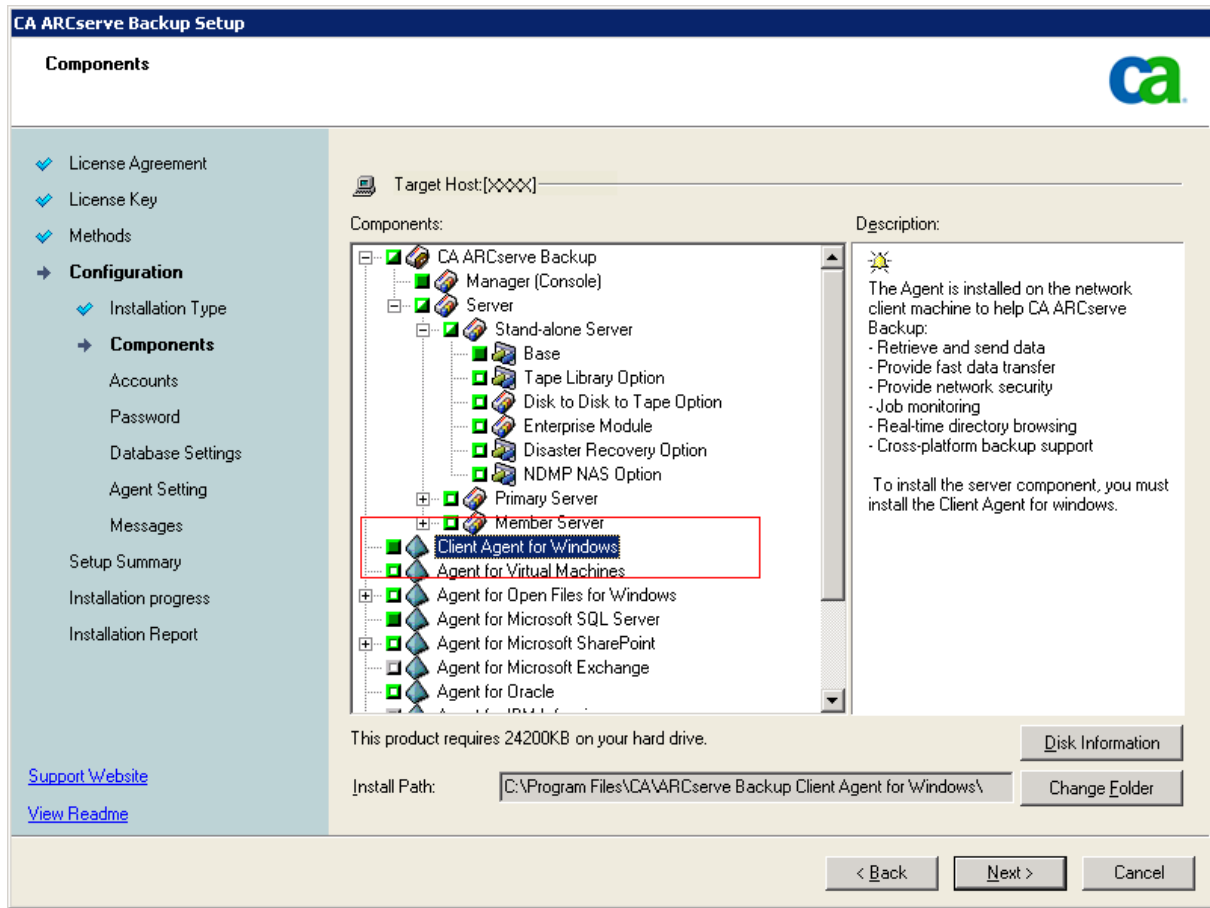 CA ARCserve Backup Setup
Components
ca
License Agreement
License Key
Methods
Configuration
Installation Type
Components
Accounts
Password
Database Settings
Agent Setting
Messages
Setup Summary
Installation progress
Installation Report
Support Website
View Readme
Target Host:[XXXX]
Components:
CA ARCserve Backup
Manager (Console)
Server
Stand-alone Server
Base
Tape Library Option
Disk to Disk to Tape Option
Enterprise Module
Disaster Recovery Option
NDMP NAS Option
Primary Server
Member Server
Client Agent for Windows
Agent for Virtual Machines
Agent for Open Files for Windows
Agent for Microsoft SQL Server
Agent for Microsoft SharePoint
Agent for Microsoft Exchange
Agent for Oracle
Description:
The Agent is installed on the network
client machine to help CA ARCserve
Backup:
- Retrieve and send data
- Provide fast data transfer
- Provide network security
- Job monitoring
- Real-time directory browsing
- Cross-platform backup support
To install the server component, you must
install the Client Agent for windows.
This product requires 24200KB on your hard drive.
Disk Information
Install Path:
C:\Program Files\CA\ARCserve Backup Client Agent for Windows\
Change Folder
< Back
Next >
Cancel